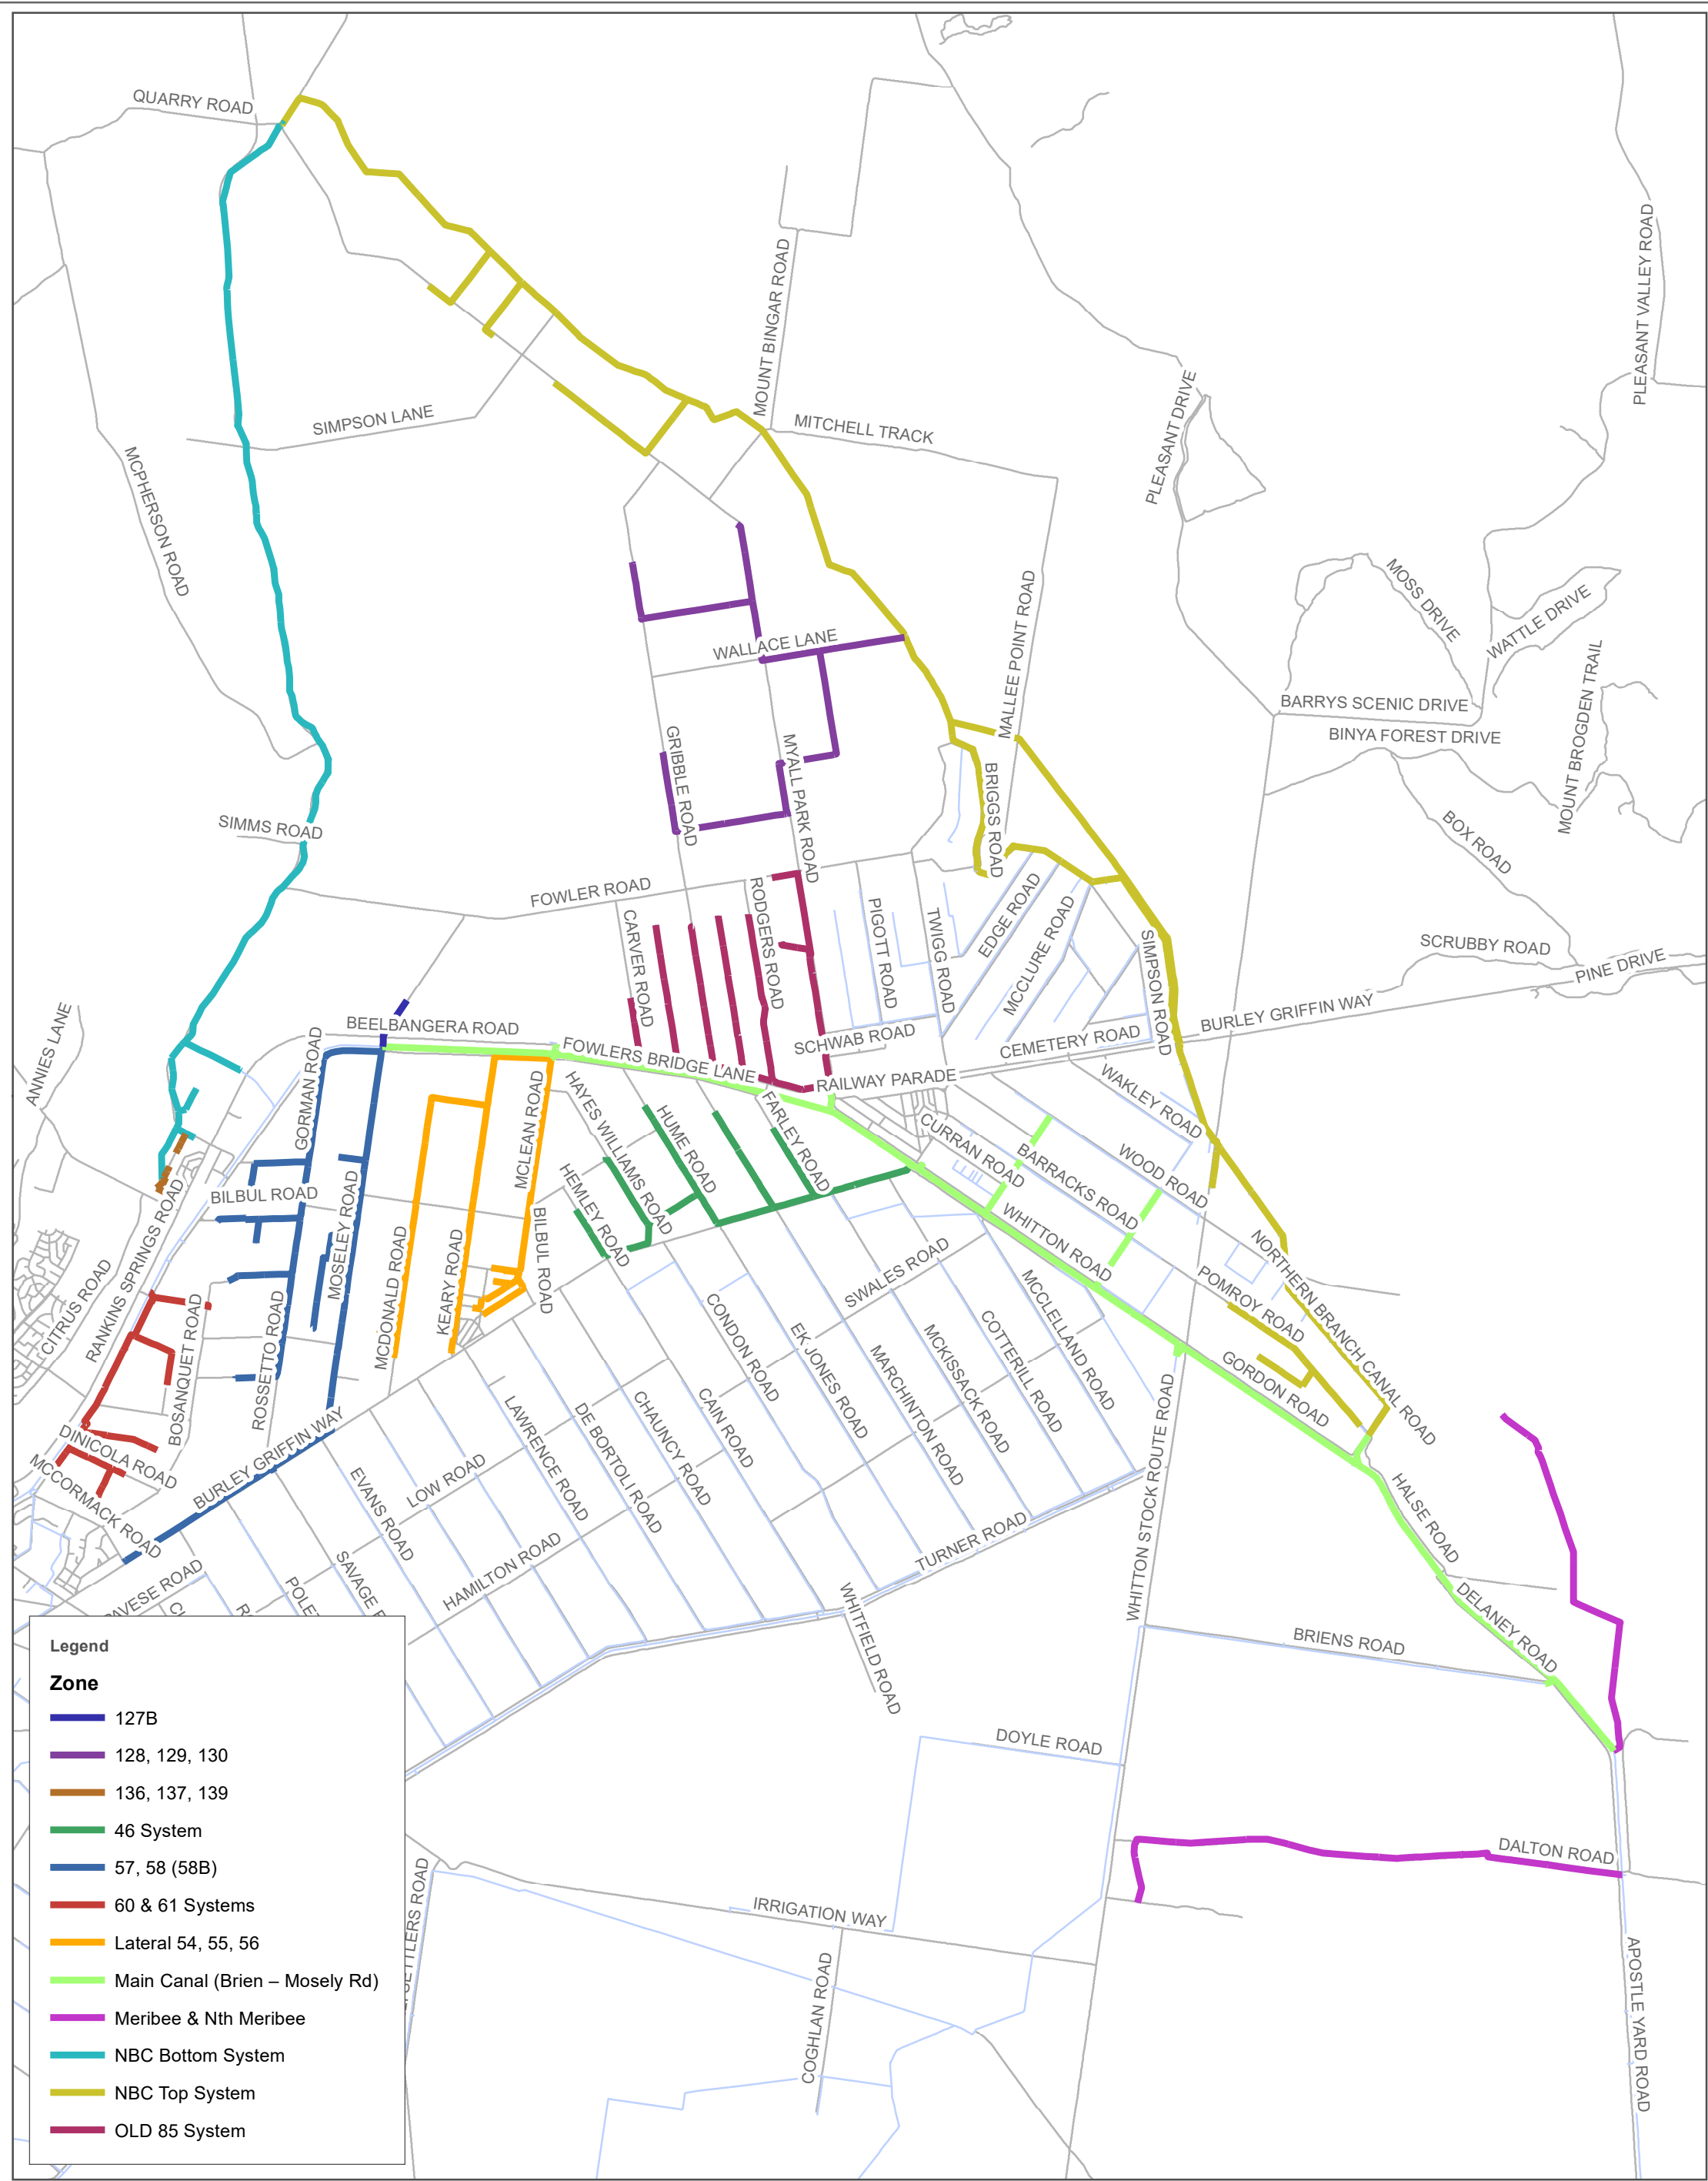 QUARRY ROAD
PLEASANT VALLEY ROAD
MOUNT BINGAR ROAD
PLEASANT DRIVE
SIMPSON LANE
MITCHELL TRACK
MCPHERSON ROAD
MOSS DRIVE
WATTLE DRIVE
MALLEE POINT ROAD
WALLACE LANE
MOUNT BROGDEN TRAIL
BARRYS SCENIC DRIVE
BINYA FOREST DRIVE
GRIBBLE ROAD
MYALL PARK ROAD
BRIGGS ROAD
SIMMS ROAD
BOX ROAD
FOWLER ROAD
RODGERS ROAD
CARVER ROAD
PIGOTT ROAD
TWIGG ROAD
EDGE ROAD
MCCLURE ROAD
SIMPSON ROAD
SCRUBBY ROAD
PINE DRIVE
BURLEY GRIFFIN WAY
ANNIES LANE
BEELBANGERA ROAD
FOWLERS BRIDGE LANE
SCHWAB ROAD
CEMETERY ROAD
RAILWAY PARADE
GORMAN ROAD
MCLEAN ROAD
HAYES WILLIAMS ROAD
HUME ROAD
FARLEY ROAD
CURRAN ROAD
WAKLEY ROAD
BARRACKS ROAD
WOOD ROAD
BILBUL ROAD
RANKINS SPRINGS ROAD
MOSELEY ROAD
HEMLEY ROAD
BILBUL ROAD
WHITTON ROAD
MCDONALD ROAD
KEARY ROAD
SWALES ROAD
NORTHERN BRANCH CANAL ROAD
CITRUS ROAD
BOSANQUET ROAD
ROSSETTO ROAD
CONDON ROAD
EK JONES ROAD
MARCHINTON ROAD
MCKISSACK ROAD
COTTERILL ROAD
MCCLELLAND ROAD
POMROY ROAD
GORDON ROAD
DINICOLA ROAD
MCCORMACK ROAD
BURLEY GRIFFIN WAY
EVANS ROAD
LOW ROAD
LAWRENCE ROAD
DE BORTOLI ROAD
CHAUNCY ROAD
CAIN ROAD
WHITTON STOCK ROUTE ROAD
HALSE ROAD
HAMILTON ROAD
TURNER ROAD
DELANEY ROAD
WHITFIELD ROAD
BRIENS ROAD
DOYLE ROAD
DALTON ROAD
IRRIGATION WAY
COGHLAN ROAD
APOSTLE YARD ROAD
Legend
Zone
127B
128, 129, 130
136, 137, 139
46 System
57, 58 (58B)
60 & 61 Systems
Lateral 54, 55, 56
Main Canal (Brien – Mosely Rd)
Meribee & Nth Meribee
NBC Bottom System
NBC Top System
OLD 85 System